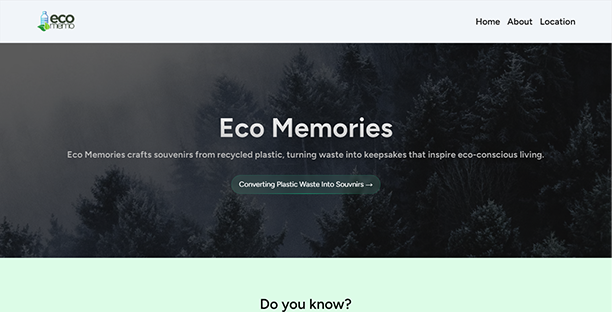 eco
memo
Home About Location
Eco Memories
Eco Memories crafts souvenirs from recycled plastic, turning waste into keepsakes that inspire eco-conscious living.
Converting Plastic Waste Into Souvnirs →
Do you know?